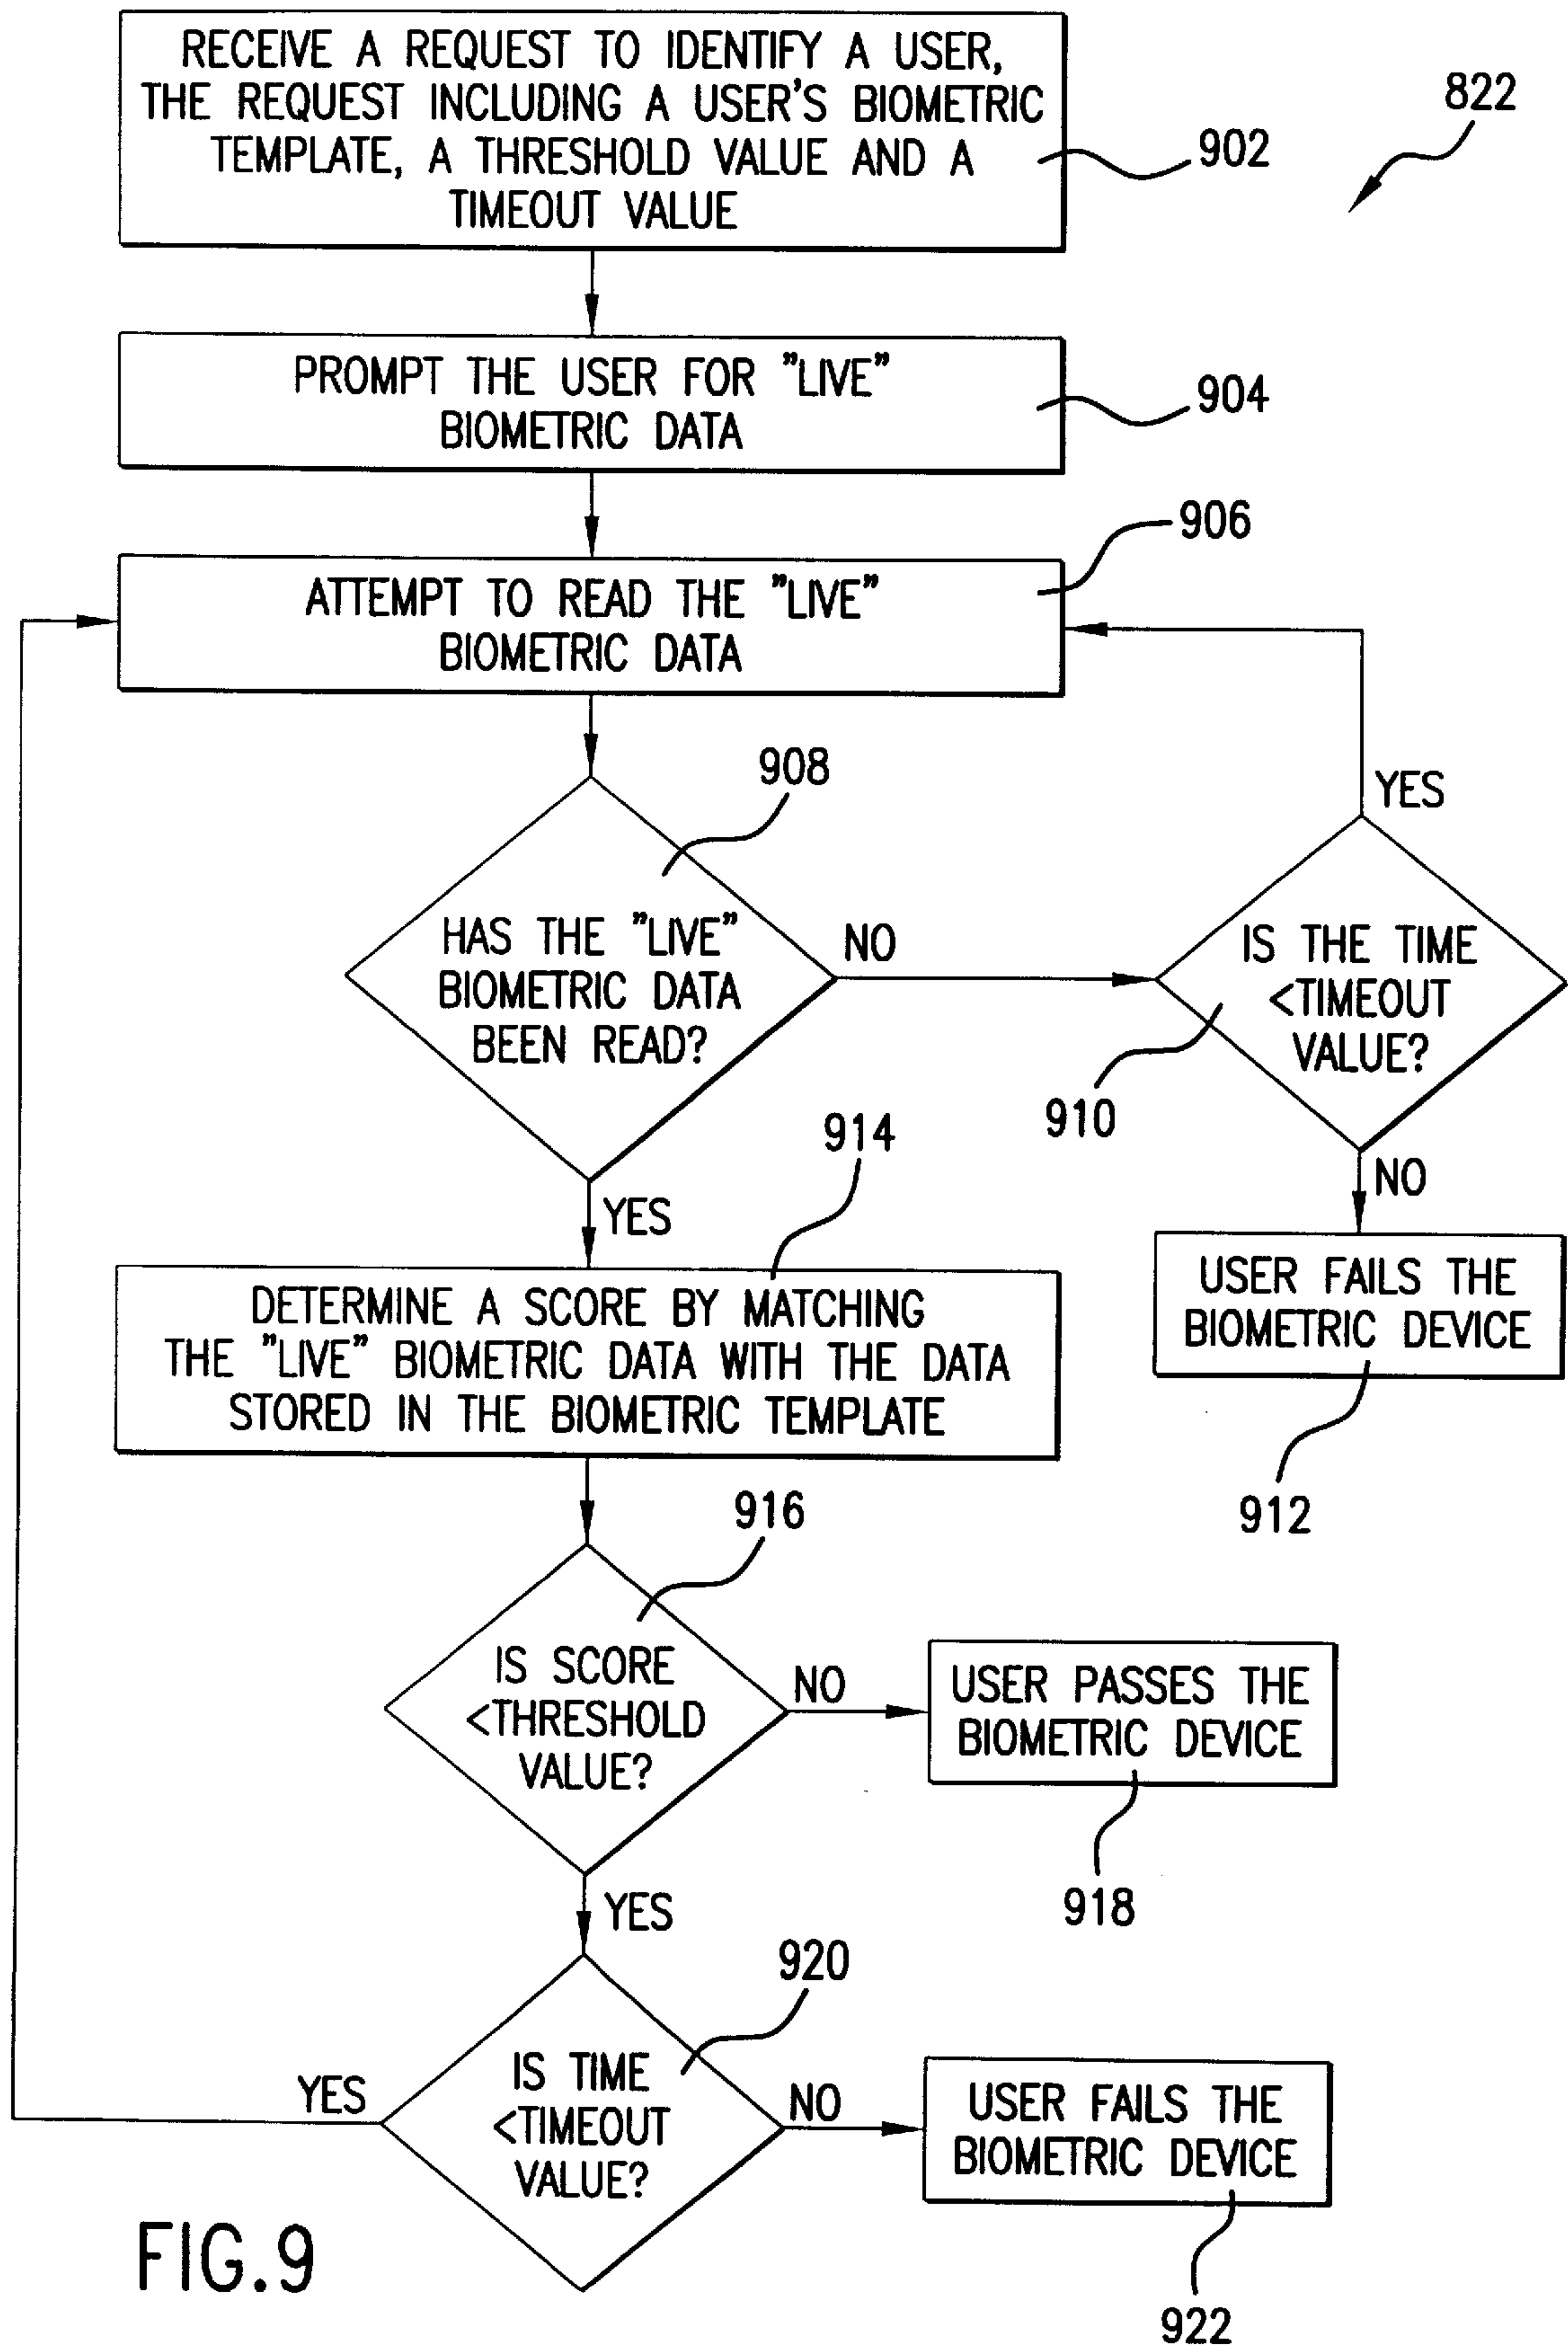 RECEIVE A REQUEST TO IDENTIFY A USER,
THE REQUEST INCLUDING A USER'S BIOMETRIC
TEMPLATE, A THRESHOLD VALUE AND A
TIMEOUT VALUE
902
822
PROMPT THE USER FOR "LIVE"
BIOMETRIC DATA
904
906
ATTEMPT TO READ THE "LIVE"
BIOMETRIC DATA
908
YES
HAS THE "LIVE"
BIOMETRIC DATA
BEEN READ?
NO
IS THE TIME
<TIMEOUT
VALUE?
910
914
YES
NO
DETERMINE A SCORE BY MATCHING
THE "LIVE" BIOMETRIC DATA WITH THE DATA
STORED IN THE BIOMETRIC TEMPLATE
USER FAILS THE
BIOMETRIC DEVICE
912
916
IS SCORE
<THRESHOLD
VALUE?
NO
USER PASSES THE
BIOMETRIC DEVICE
918
YES
920
YES
IS TIME
<TIMEOUT
VALUE?
NO
USER FAILS THE
BIOMETRIC DEVICE
922
FIG.9